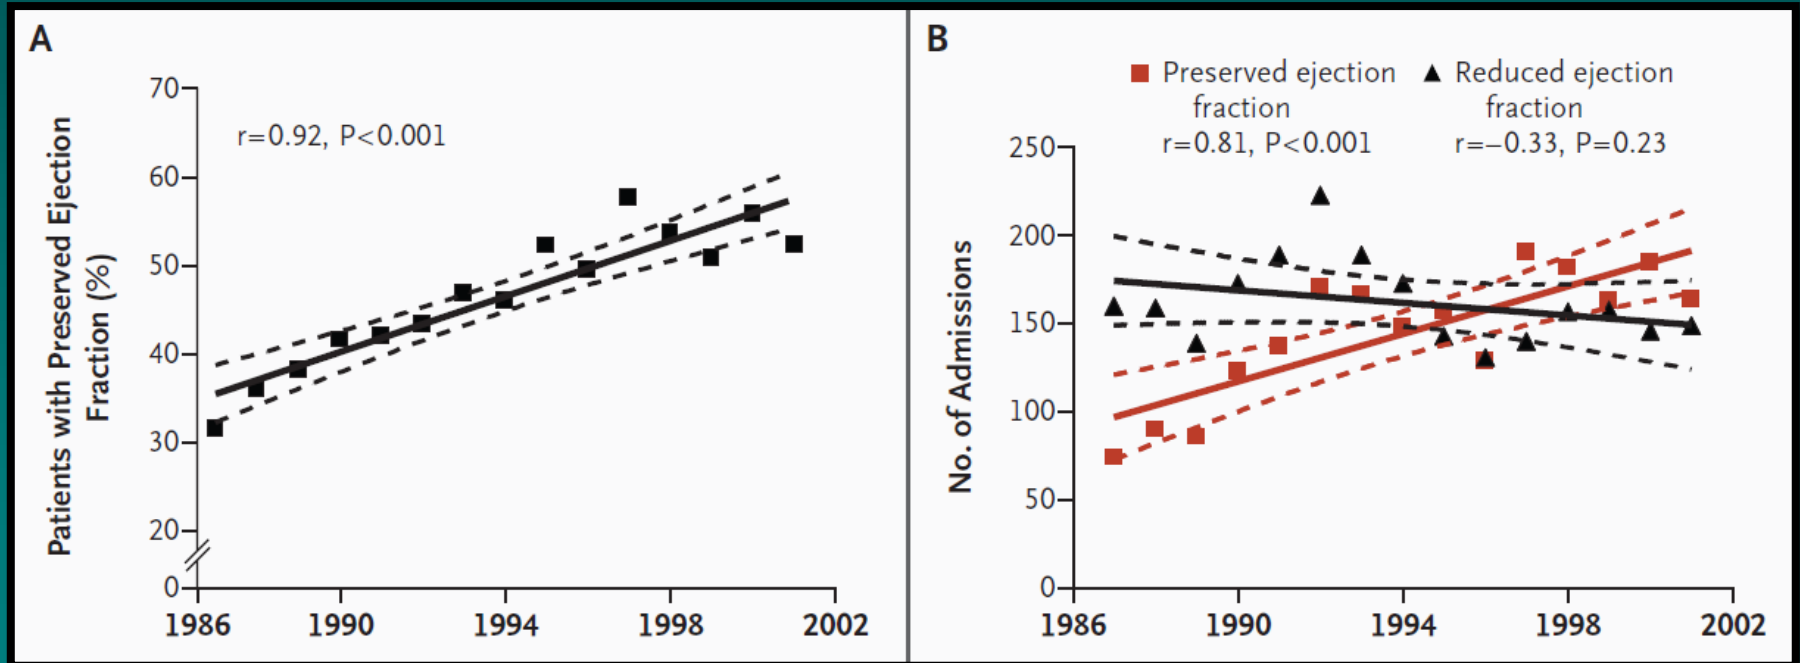 A
Patients with Preserved Ejection
Fraction (%)
70
60
50
40
30
20
0
r=0.92, P<0.001
1986 1990 1994 1998 2002
B
Preserved ejection
fraction
r=0.81, P<0.001
Reduced ejection
fraction
r=−0.33, P=0.23
No. of Admissions
250
200
150
100
50
0
1986 1990 1994 1998 2002